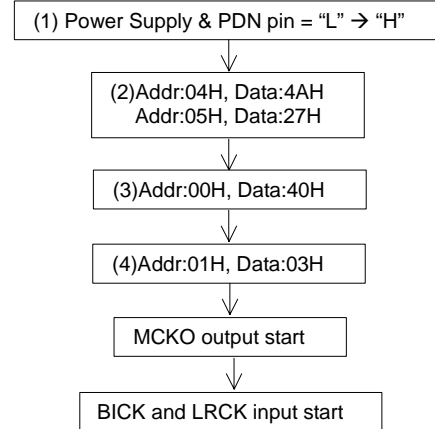 (1) Power Supply & PDN pin = “L” → “H”
(2)Addr:04H, Data:4AH
Addr:05H, Data:27H
(3)Addr:00H, Data:40H
(4)Addr:01H, Data:03H
MCKO output start
BICK and LRCK input start